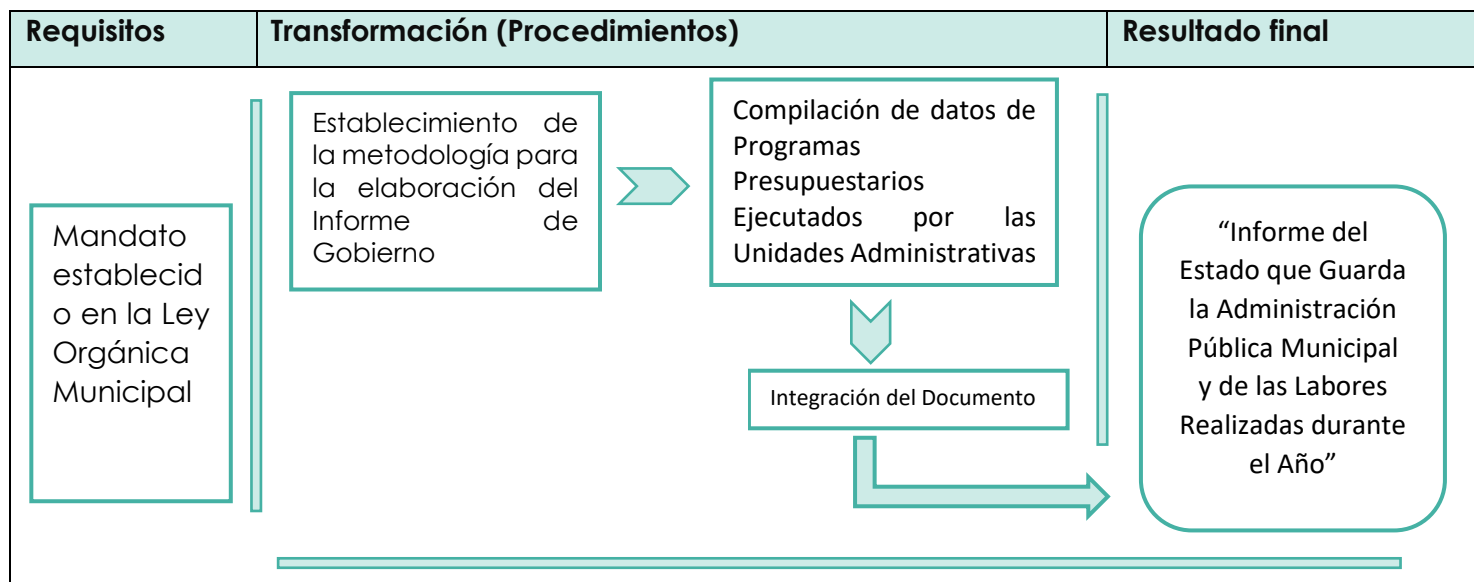 Requisitos
Transformación (Procedimientos)
Resultado final
Mandato
establecid
o en la Ley
Orgánica
Municipal
Establecimiento de
la metodología para
la elaboración del
Informe de
Gobierno
Compilación de datos de
Programas
Presupuestarios
Ejecutados por las
Unidades Administrativas
Integración del Documento
“Informe del
Estado que Guarda
la Administración
Pública Municipal
y de las Labores
Realizadas durante
el Año”